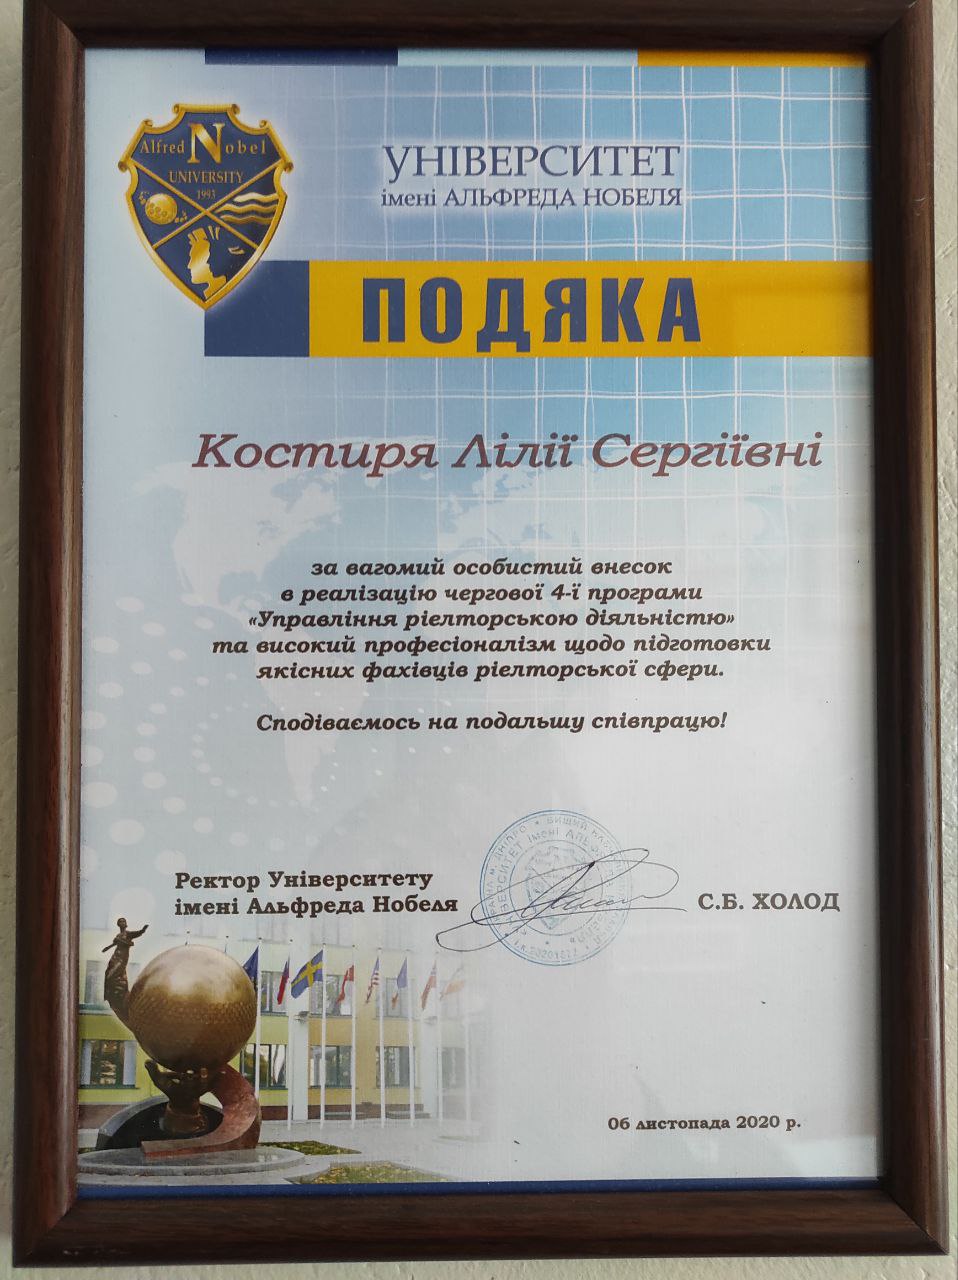 Alfred Nobel
UNIVERSITY
1993
УНІВЕРСИТЕТ
імені АЛЬФРЕДА НОБЕЛЯ
ПОДЯКА
Костиря Лілії Сергіївні
за вагомий особистий внесок
в реалізацію чергової 4-ї програми
«Управління рієлторською діяльністю»
та високий професіоналізм щодо підготовки
якісних фахівців рієлторської сфери.
Сподіваємось на подальшу співпрацю!
Ректор Університету
імені Альфреда Нобеля
С.Б. ХОЛОД
06 листопада 2020 р.